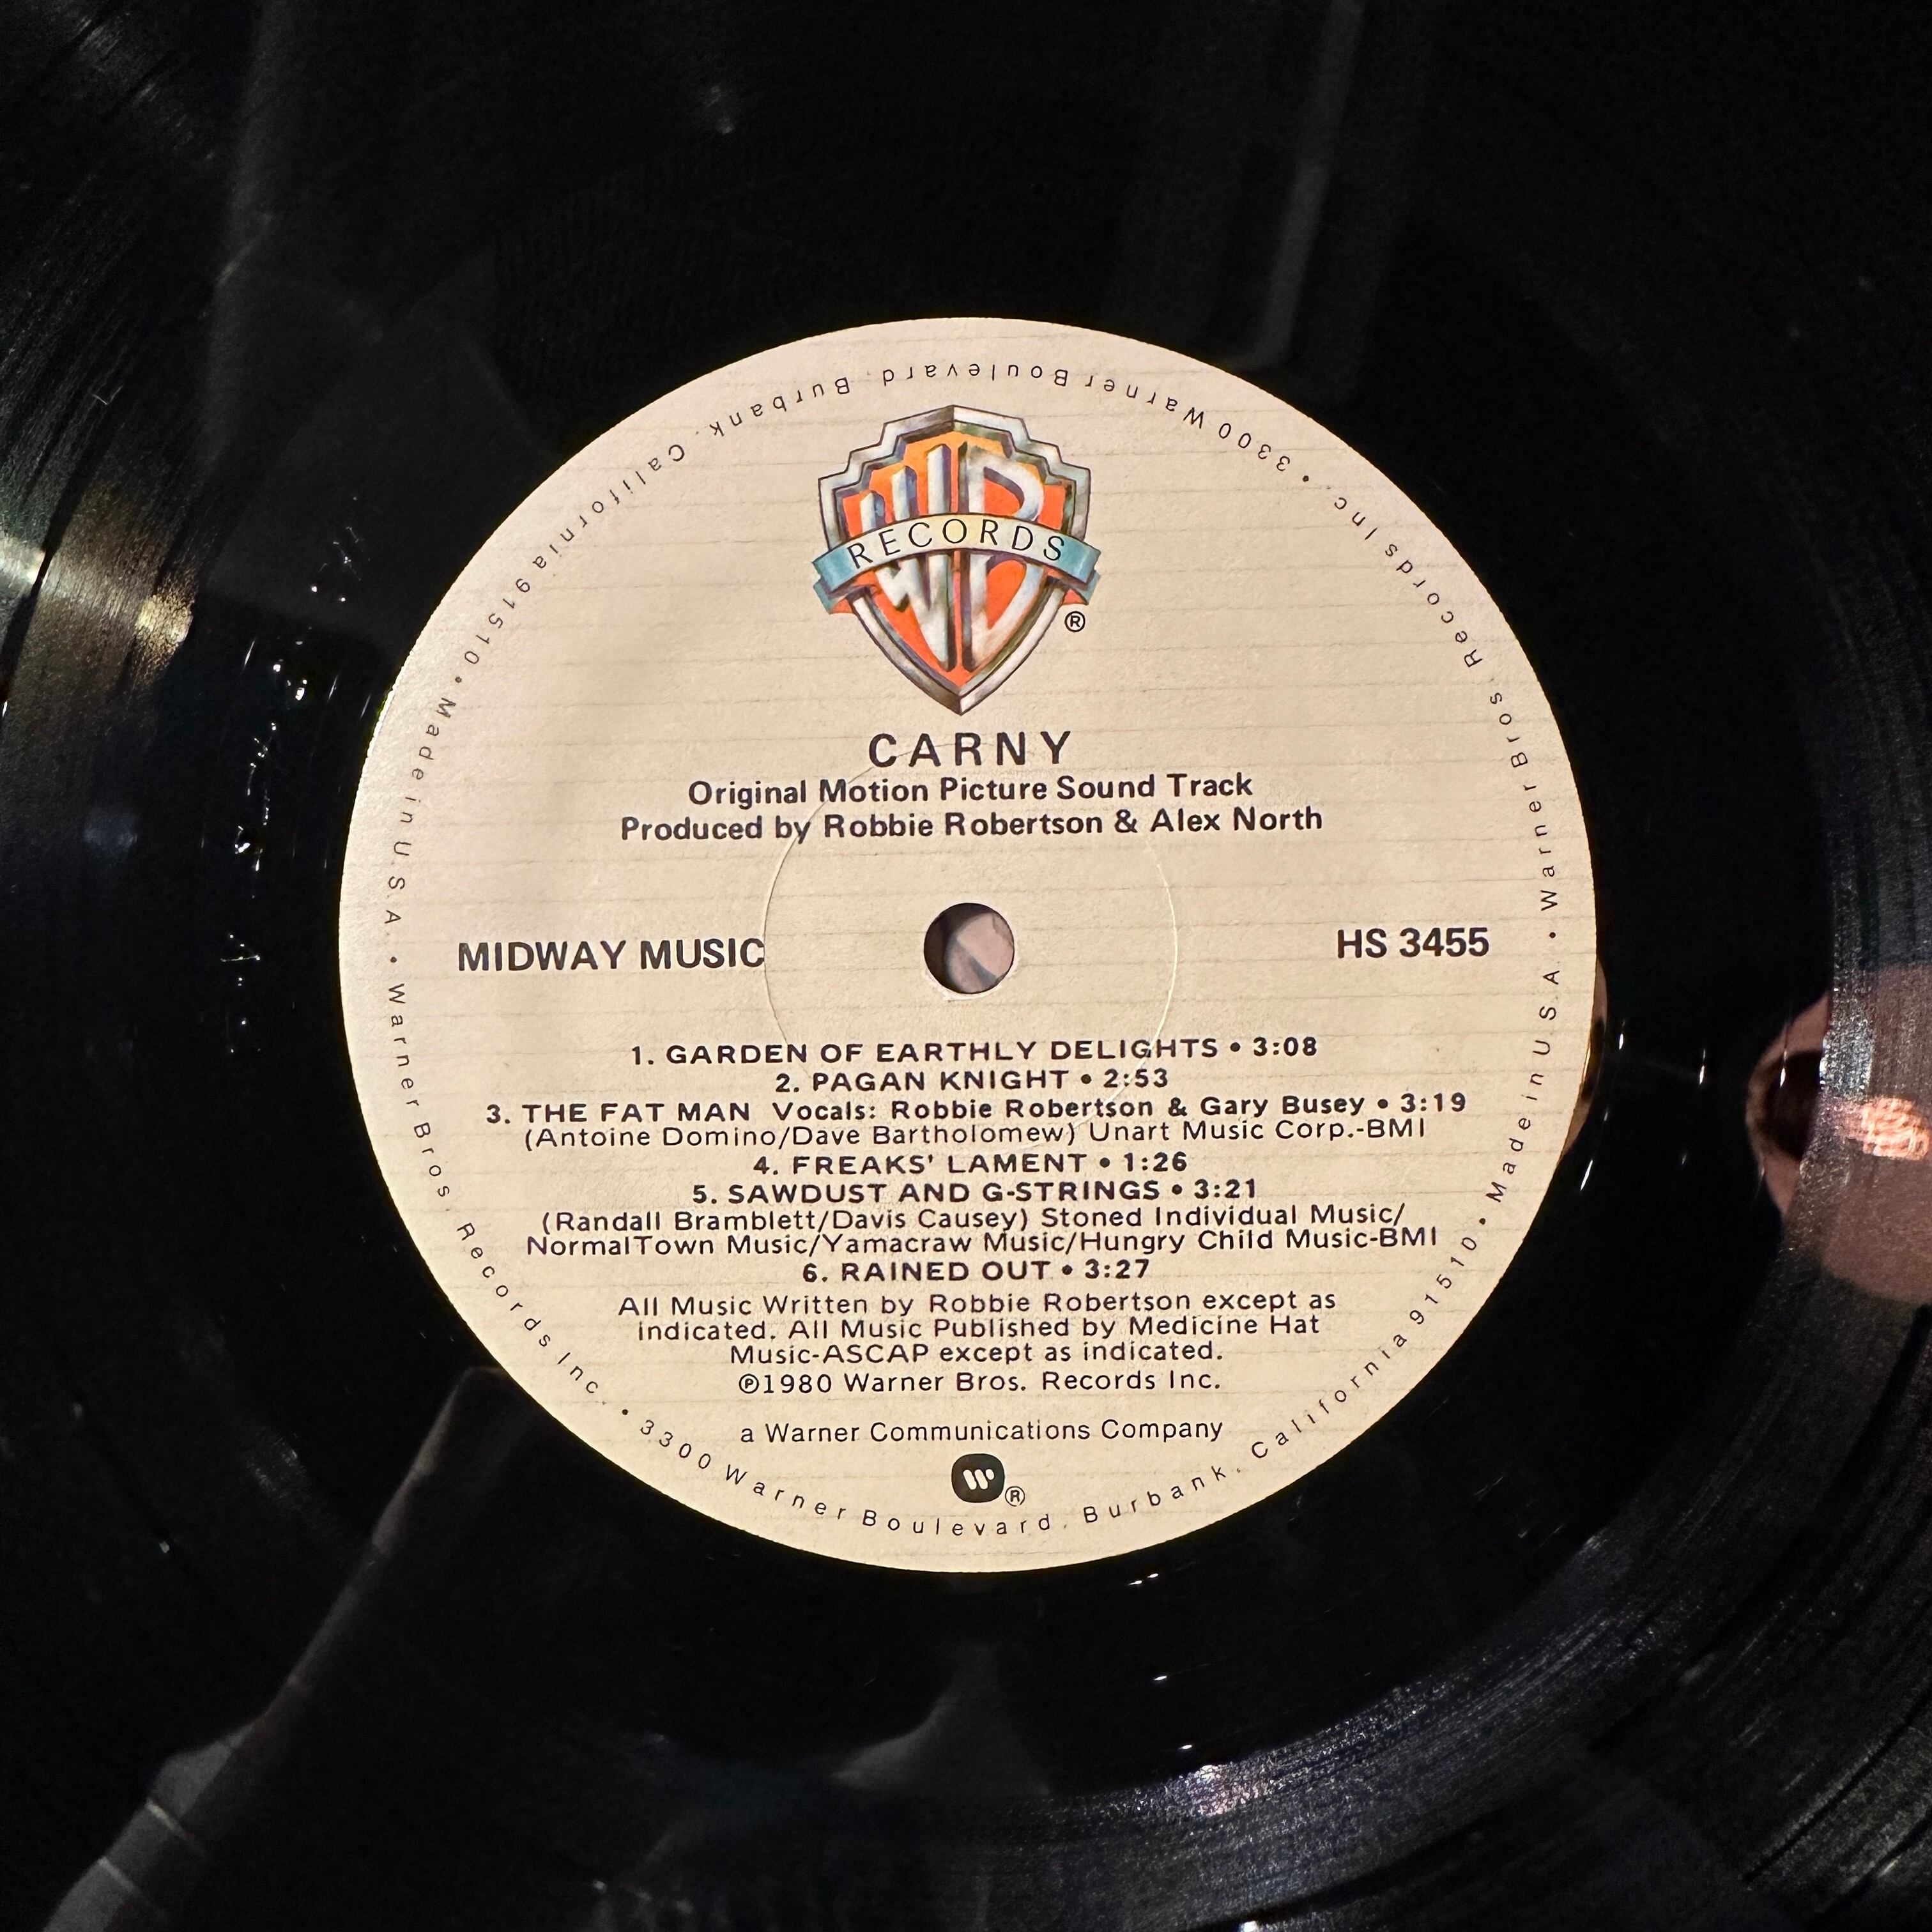 WB
RECORDS
®
CARNY
Original Motion Picture Sound Track
Produced by Robbie Robertson & Alex North
MIDWAY MUSIC
HS 3455
1. GARDEN OF EARTHLY DELIGHTS • 3:08
2. PAGAN KNIGHT • 2:53
3. THE FAT MAN Vocals: Robbie Robertson & Gary Busey • 3:19
(Antoine Domino/Dave Bartholomew) Unart Music Corp.-BMI
4. FREAKS' LAMENT • 1:26
5. SAWDUST AND G-STRINGS • 3:21
(Randall Bramblett/Davis Causey) Stoned Individual Music/
NormalTown Music/Yamacraw Music/Hungry Child Music-BMI
6. RAINED OUT • 3:27
All Music Written by Robbie Robertson except as
indicated. All Music Published by Medicine Hat
Music-ASCAP except as indicated.
℗1980 Warner Bros. Records Inc.
a Warner Communications Company
W ®
Warner Bros. Records Inc. • 3300 Warner Boulevard, Burbank, California 91510 • Made in U.S.A. • Warner Bros. Records Inc. • 3300 Warner Boulevard, Burbank, California 91510 • Made in U.S.A. •